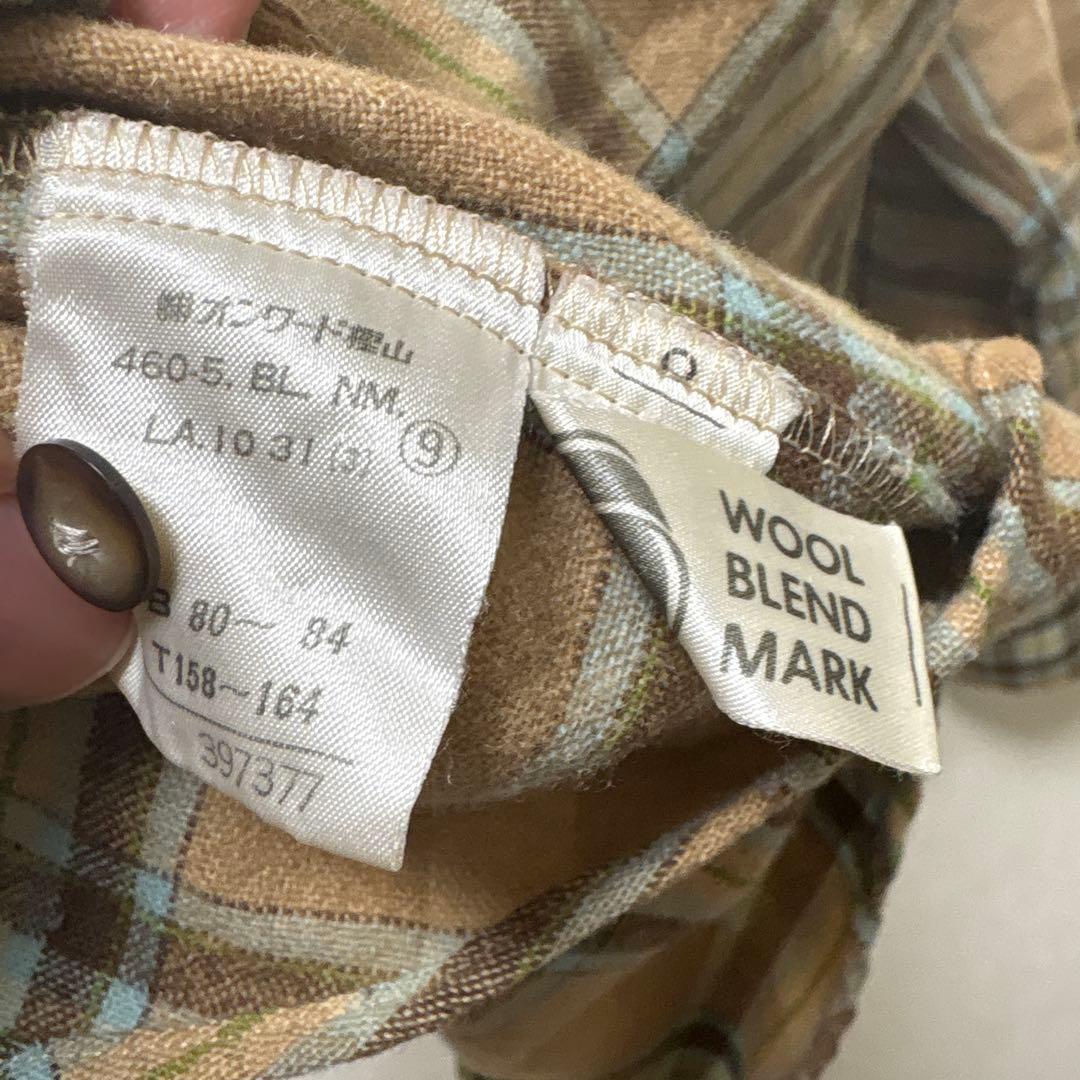 ㈱オンワード樫山
460-5. BL. NM.
LA.10 31 (3) ⑨
B 80〜 84
T158〜164
397377
O
WOOL
BLEND
MARK